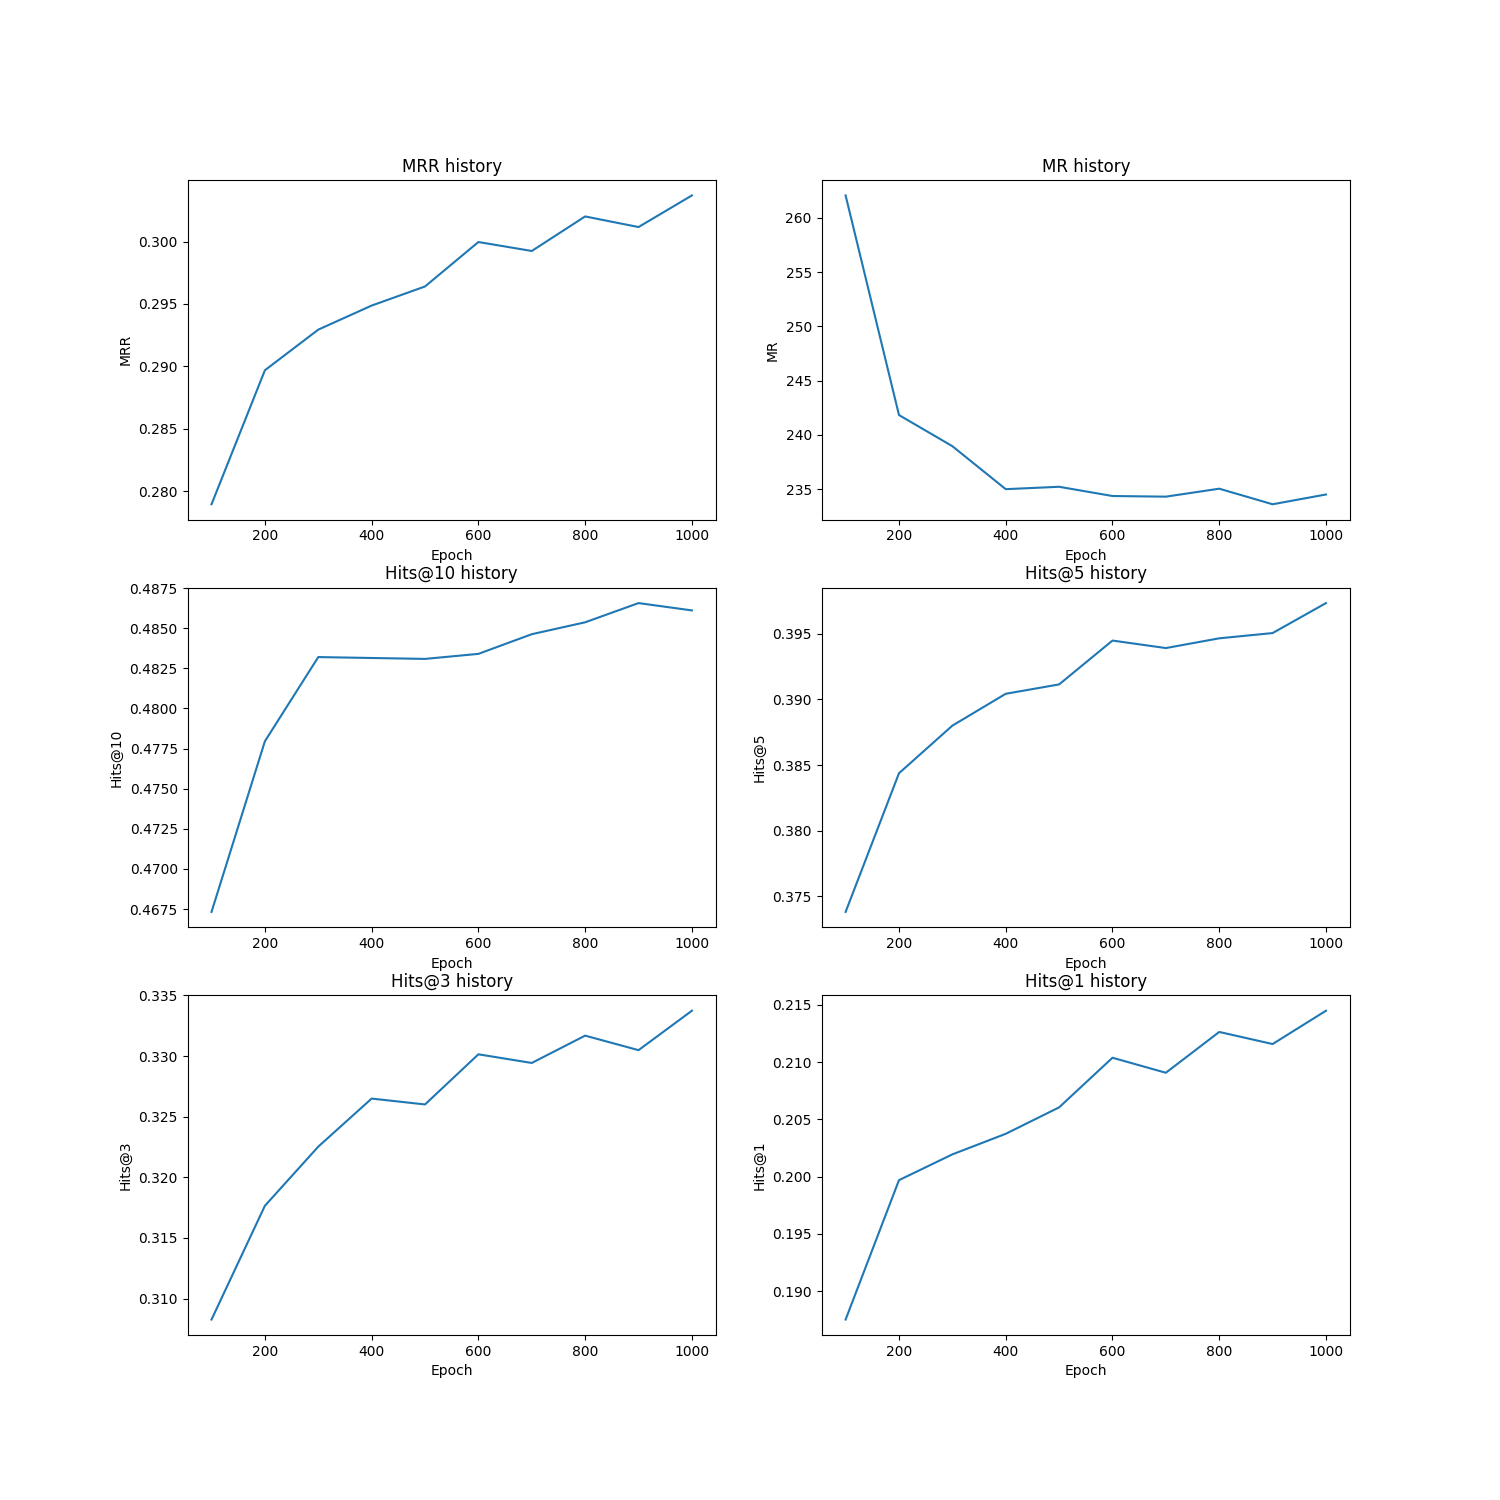 MRR history
0.300
0.295
0.290
0.285
0.280
MRR
200 400 600 800 1000
Epoch
MR history
260
255
250
245
240
235
MR
200 400 600 800 1000
Epoch
Hits@10 history
0.4875
0.4850
0.4825
0.4800
0.4775
0.4750
0.4725
0.4700
0.4675
Hits@10
200 400 600 800 1000
Epoch
Hits@5 history
0.395
0.390
0.385
0.380
0.375
Hits@5
200 400 600 800 1000
Epoch
Hits@3 history
0.335
0.330
0.325
0.320
0.315
0.310
Hits@3
200 400 600 800 1000
Epoch
Hits@1 history
0.215
0.210
0.205
0.200
0.195
0.190
Hits@1
200 400 600 800 1000
Epoch